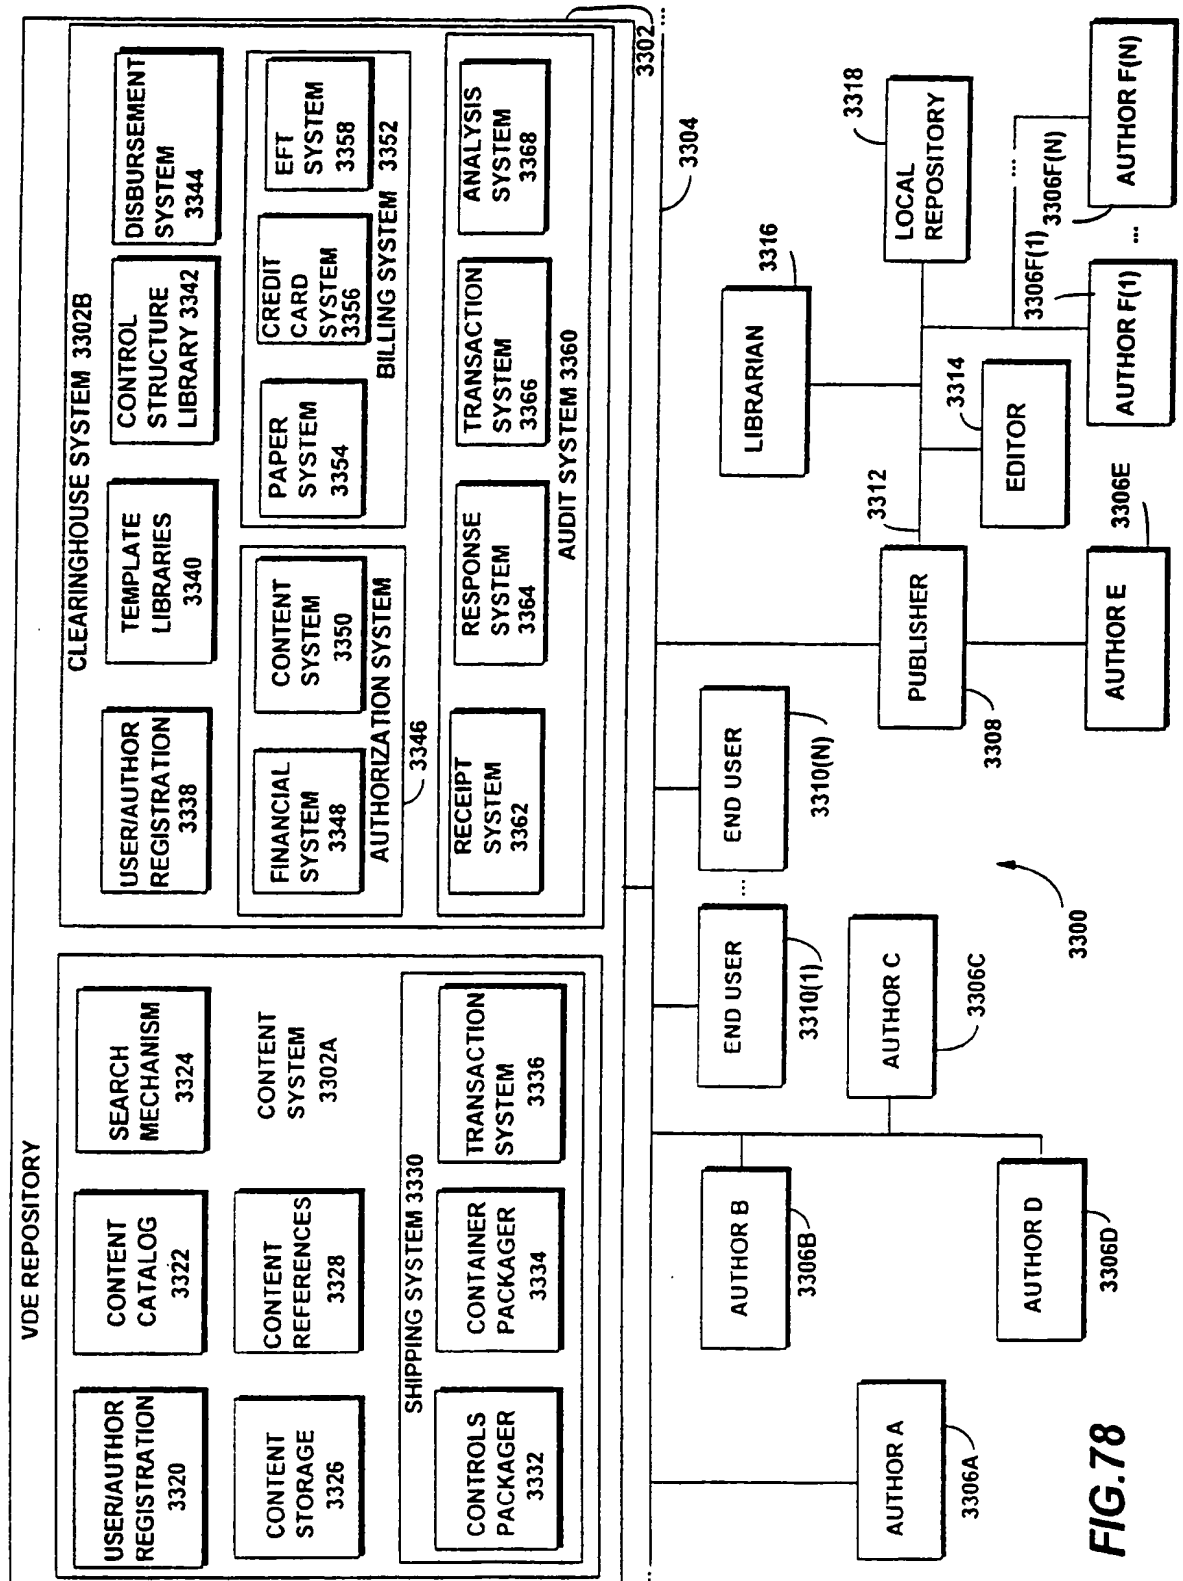 VDE REPOSITORY
USER/AUTHOR
REGISTRATION
3320
CONTENT
CATALOG
3322
SEARCH
MECHANISM
3324
CONTENT
STORAGE
3326
CONTENT
REFERENCES
3328
CONTENT
SYSTEM
3302A
SHIPPING SYSTEM 3330
CONTROLS
PACKAGER
3332
CONTAINER
PACKAGER
3334
TRANSACTION
SYSTEM
3336
CLEARINGHOUSE SYSTEM 3302B
USER/AUTHOR
REGISTRATION
3338
TEMPLATE
LIBRARIES
3340
CONTROL
STRUCTURE
LIBRARY 3342
DISBURSEMENT
SYSTEM
3344
FINANCIAL
SYSTEM
3348
CONTENT
SYSTEM
3350
AUTHORIZATION SYSTEM
3346
PAPER
SYSTEM
3354
CREDIT
CARD
SYSTEM
3356
EFT
SYSTEM
3358
BILLING SYSTEM 3352
RECEIPT
SYSTEM
3362
RESPONSE
SYSTEM
3364
TRANSACTION
SYSTEM
3366
ANALYSIS
SYSTEM
3368
AUDIT SYSTEM 3360
3302
...
...
3304
AUTHOR A
3306A
AUTHOR B
3306B
AUTHOR C
3306C
AUTHOR D
3306D
END USER
3310(1)
...
END USER
3310(N)
3300
PUBLISHER
3308
3312
AUTHOR E
3306E
EDITOR
3314
LIBRARIAN
3316
LOCAL
REPOSITORY
3318
3306F(1)
AUTHOR F(1)
...
...
3306F(N)
AUTHOR F(N)
FIG.78